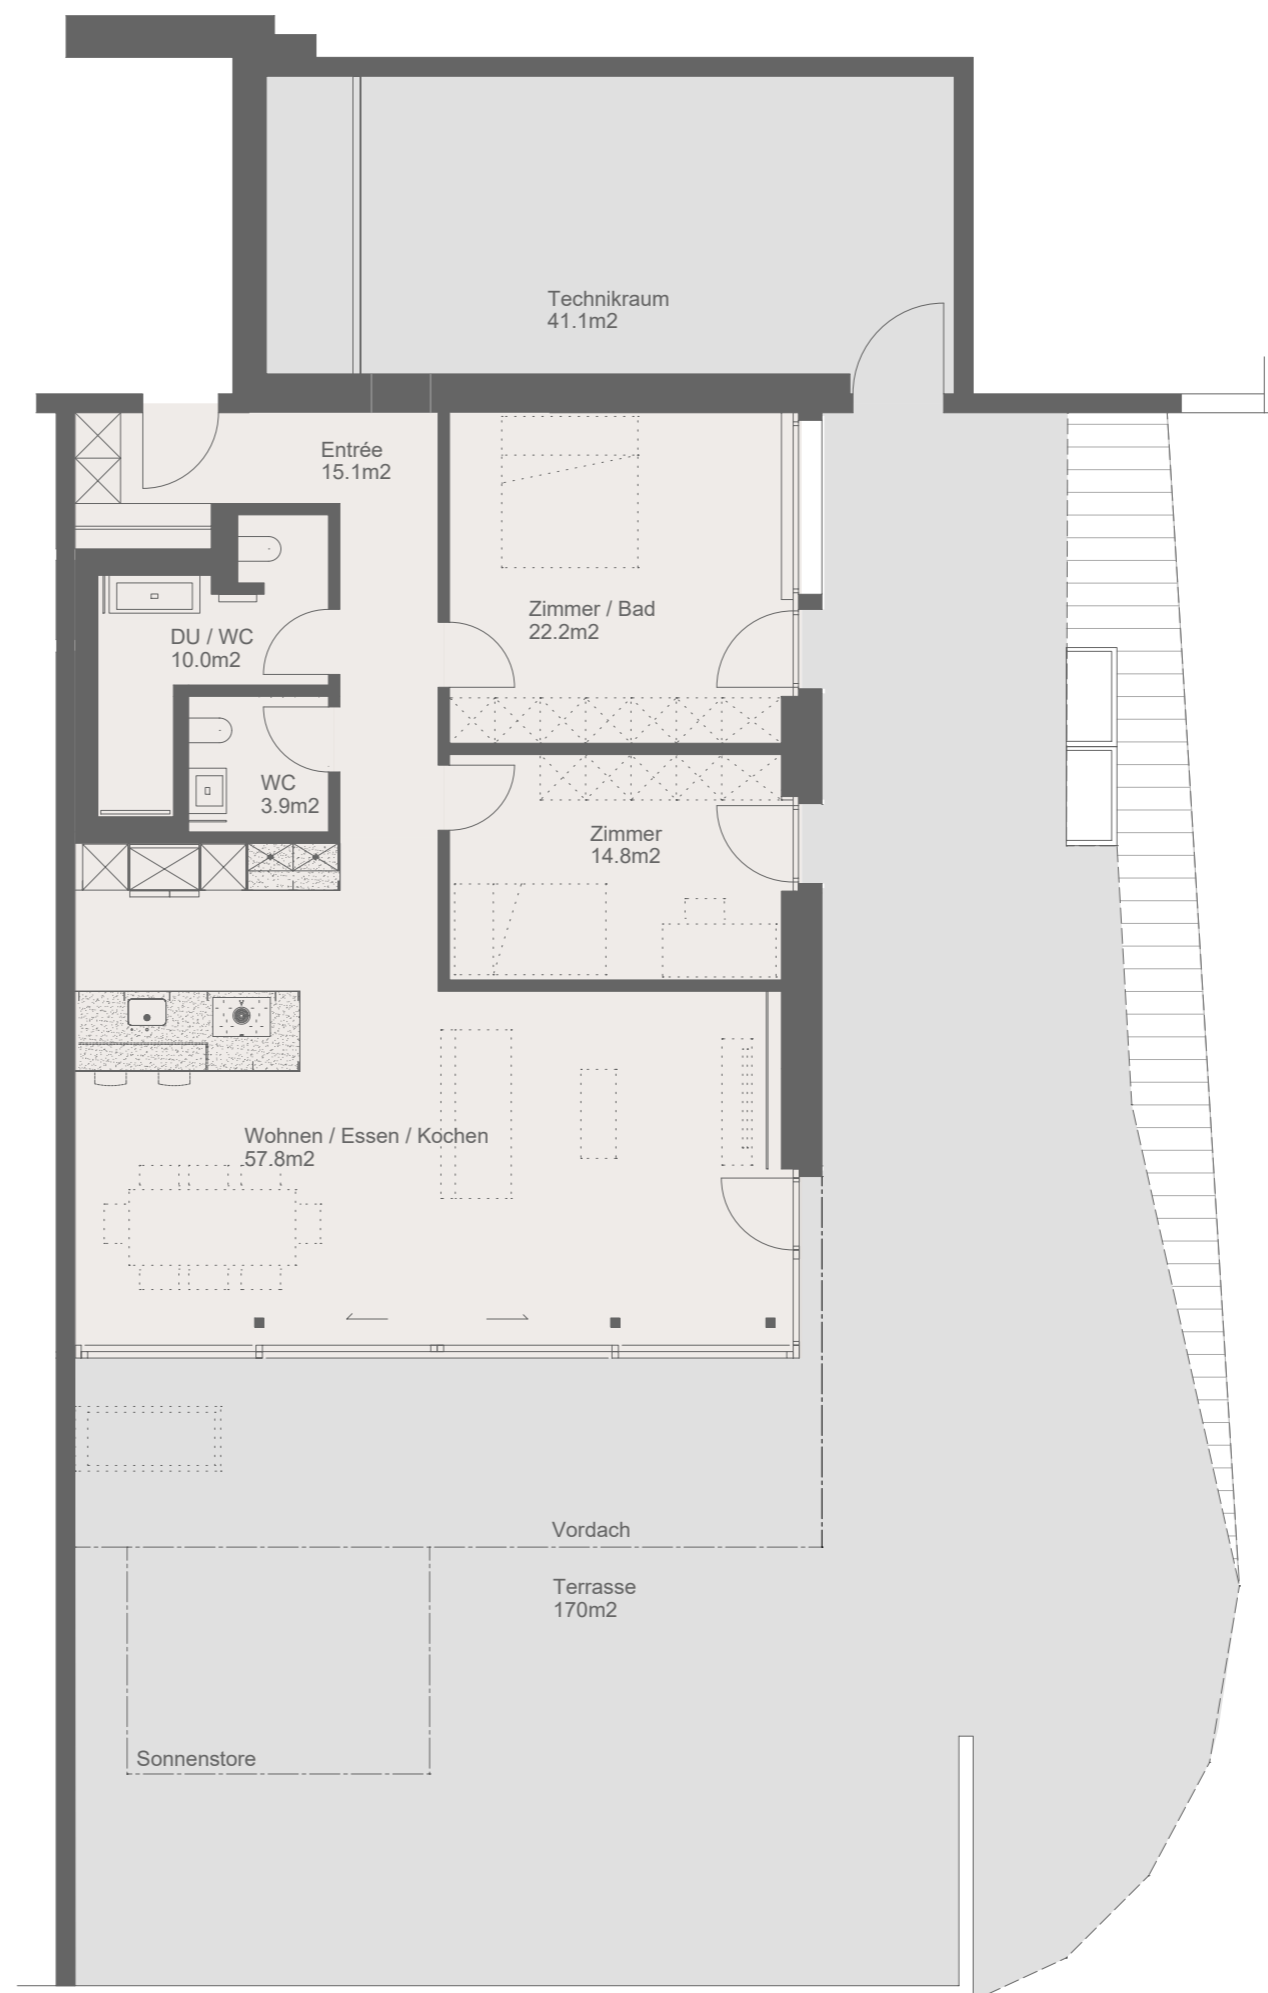 Technikraum
41.1m2
Entrée
15.1m2
Zimmer / Bad
22.2m2
DU / WC
10.0m2
WC
3.9m2
Zimmer
14.8m2
Wohnen / Essen / Kochen
57.8m2
Vordach
Terrasse
170m2
Sonnenstore